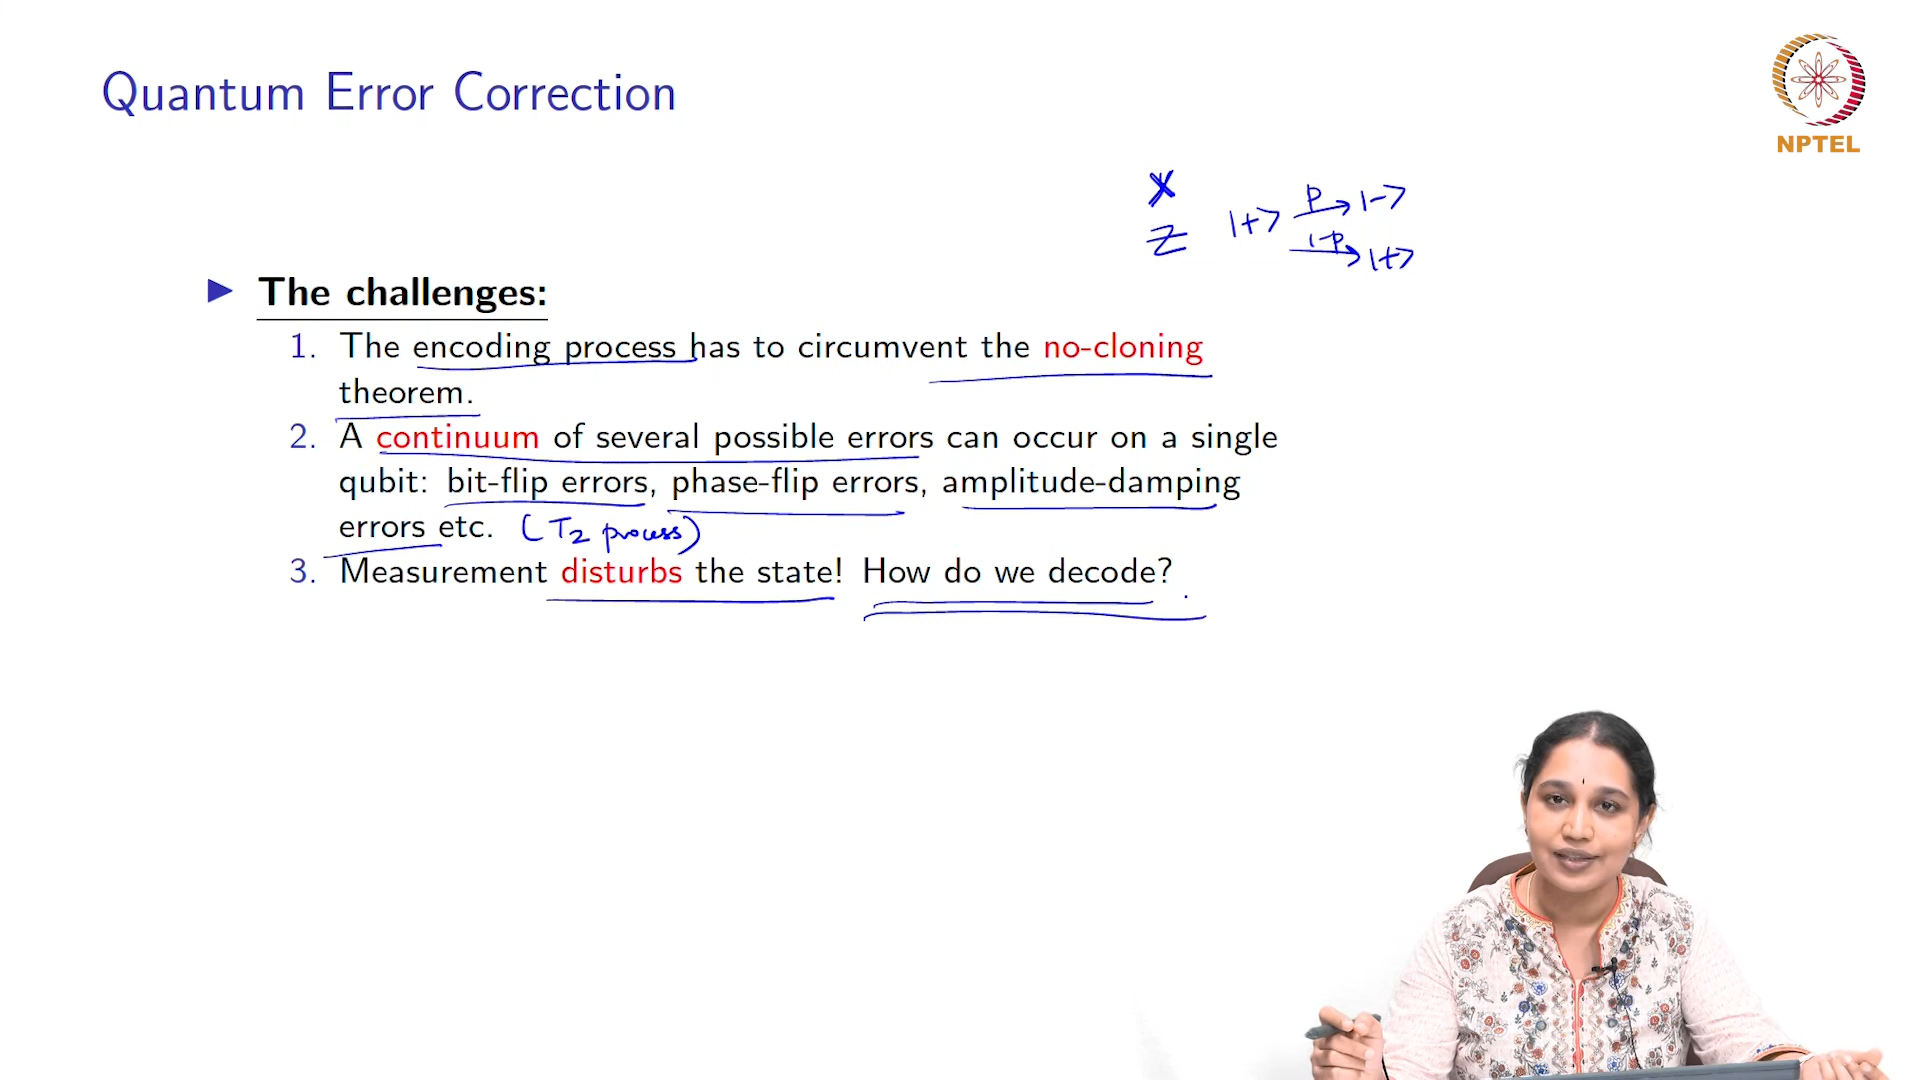 Quantum Error Correction
NPTEL
X
Z |+> p |->
1-p |+>
The challenges:
1. The encoding process has to circumvent the no-cloning
theorem.
2. A continuum of several possible errors can occur on a single
qubit: bit-flip errors, phase-flip errors, amplitude-damping
errors etc. (T2 process)
3. Measurement disturbs the state! How do we decode?